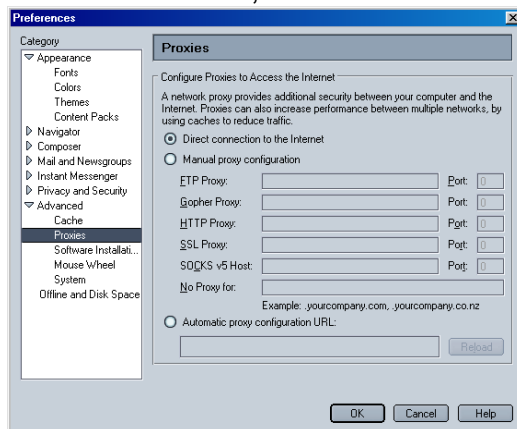 Preferences
Category
Appearance
Fonts
Colors
Themes
Content Packs
Navigator
Composer
Mail and Newsgroups
Instant Messenger
Privacy and Security
Advanced
Cache
Proxies
Software Installati...
Mouse Wheel
System
Offline and Disk Space
Proxies
Configure Proxies to Access the Internet
A network proxy provides additional security between your computer and the
Internet. Proxies can also increase performance between multiple networks, by
using caches to reduce traffic.
Direct connection to the Internet
Manual proxy configuration
FTP Proxy: Port: 0
Gopher Proxy: Port: 0
HTTP Proxy: Port: 0
SSL Proxy: Port: 0
SOCKS v5 Host: Port: 0
No Proxy for:
Example: .yourcompany.com, .yourcompany.co.nz
Automatic proxy configuration URL:
Reload
OK Cancel Help